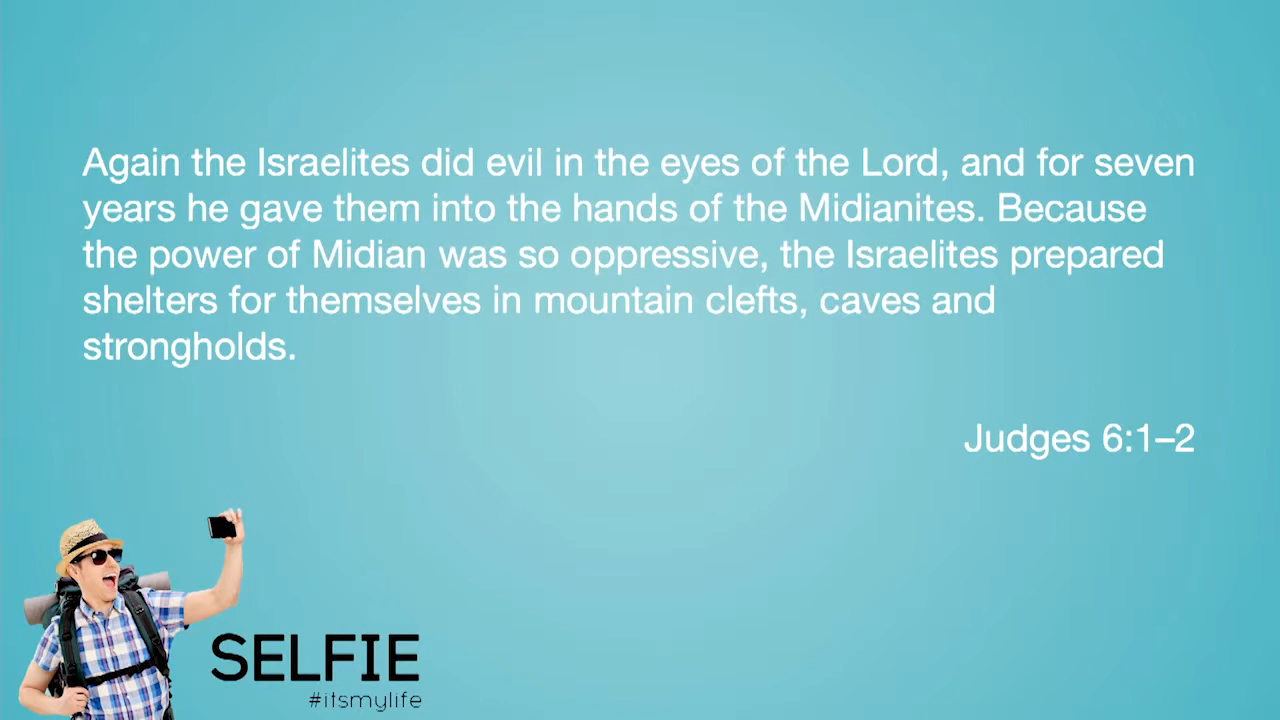 Again the Israelites did evil in the eyes of the Lord, and for seven
years he gave them into the hands of the Midianites. Because
the power of Midian was so oppressive, the Israelites prepared
shelters for themselves in mountain clefts, caves and
strongholds.
Judges 6:1–2
SELFIE
#itsmylife